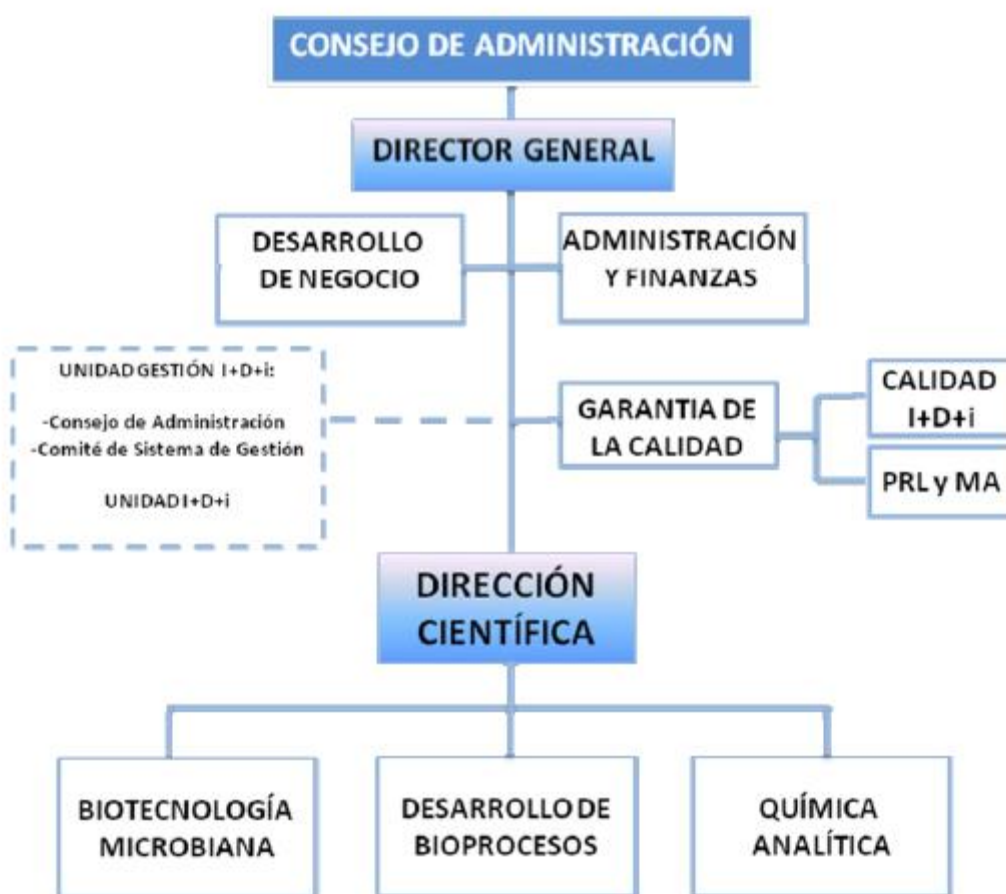 CONSEJO DE ADMINISTRACIÓN
DIRECTOR GENERAL
DESARROLLO
DE NEGOCIO
ADMINISTRACIÓN
Y FINANZAS
UNIDAD GESTIÓN I+D+i:
-Consejo de Administración
-Comité de Sistema de Gestión
UNIDAD I+D+i
GARANTIA DE
LA CALIDAD
CALIDAD
I+D+i
PRL y MA
DIRECCIÓN
CIENTÍFICA
BIOTECNOLOGÍA
MICROBIANA
DESARROLLO DE
BIOPROCESOS
QUÍMICA
ANALÍTICA